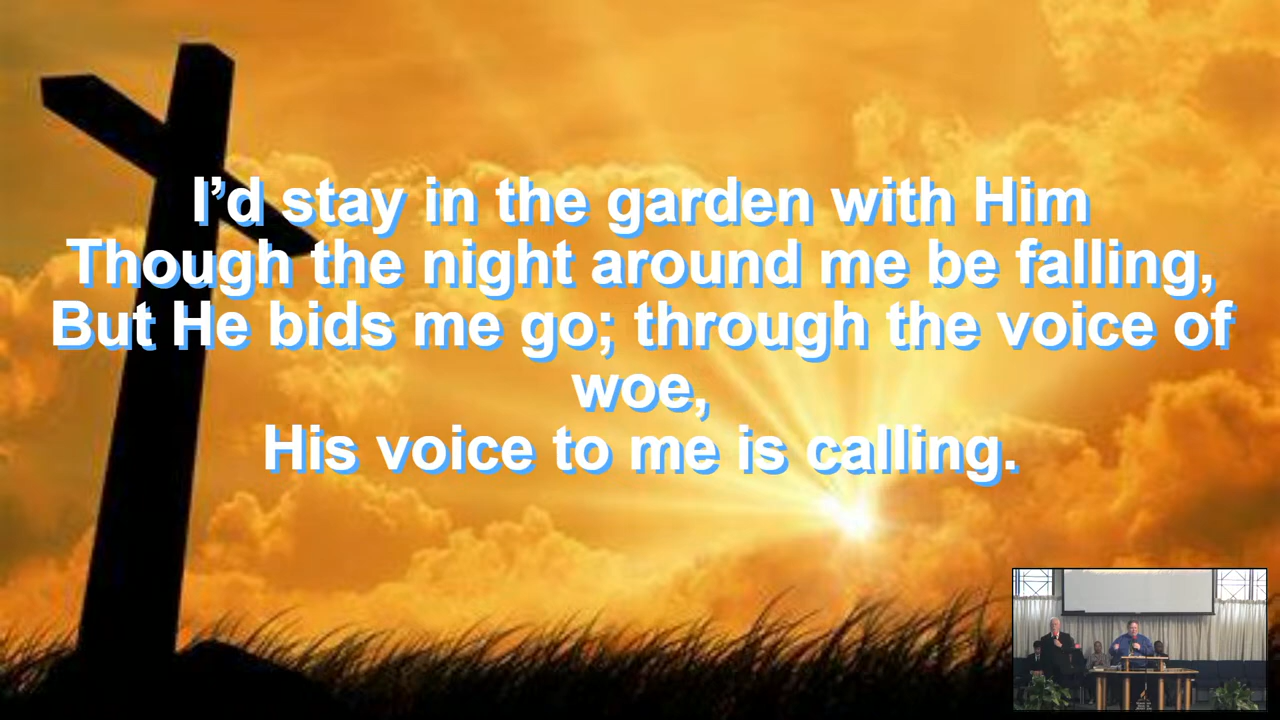 I’d stay in the garden with Him
Though the night around me be falling,
But He bids me go; through the voice of
woe,
His voice to me is calling.